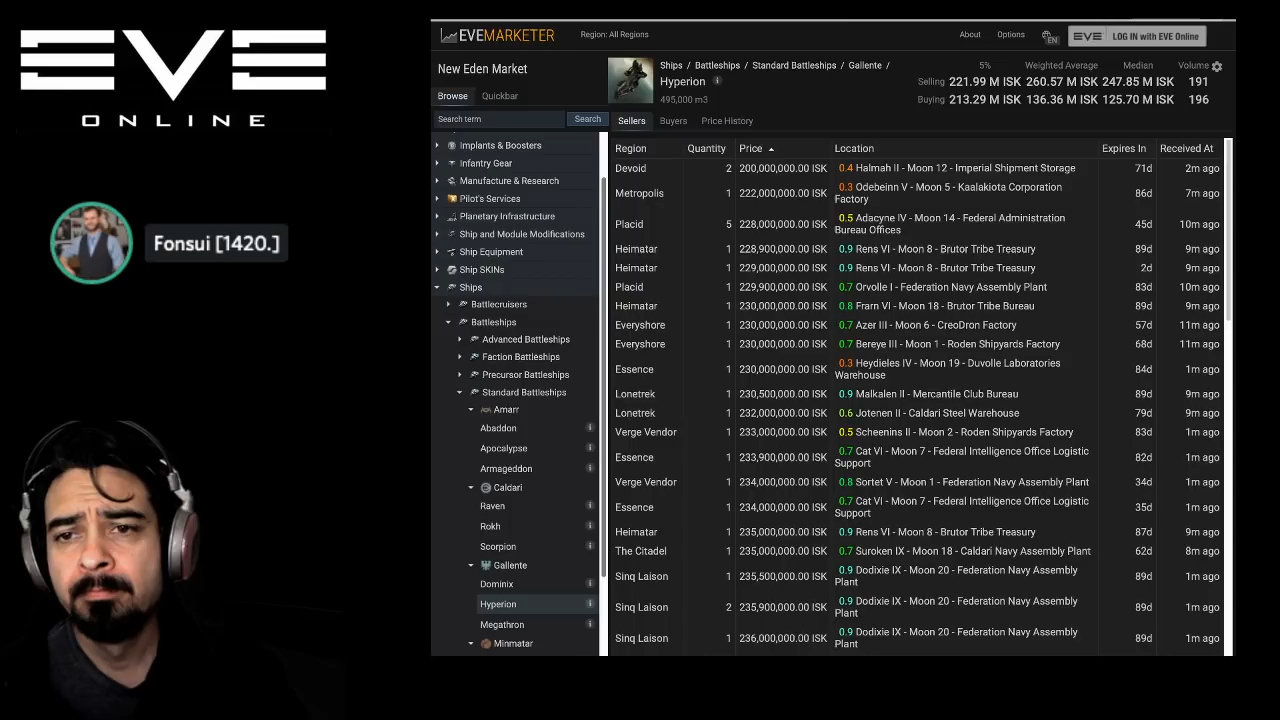 EVE
ONLINE
Fonsui [1420.]
EVEMARKETER
Region: All Regions
About
Options
EN
EVE LOG IN with EVE Online
New Eden Market
Browse
Quickbar
Search term
Search
Implants & Boosters
Infantry Gear
Manufacture & Research
Pilot's Services
Planetary Infrastructure
Ship and Module Modifications
Ship Equipment
Ship SKINs
Ships
Battlecruisers
Battleships
Advanced Battleships
Faction Battleships
Precursor Battleships
Standard Battleships
Amarr
Abaddon
Apocalypse
Armageddon
Caldari
Raven
Rokh
Scorpion
Gallente
Dominix
Hyperion
Megathron
Minmatar
Ships / Battleships / Standard Battleships / Gallente /
Hyperion
495,000 m3
5% Weighted Average Median Volume
Selling 221.99 M ISK 260.57 M ISK 247.85 M ISK 191
Buying 213.29 M ISK 136.36 M ISK 125.70 M ISK 196
Sellers Buyers Price History
Region Quantity Price Location Expires In Received At
Devoid 2 200,000,000.00 ISK 0.4 Halmah II - Moon 12 - Imperial Shipment Storage 71d 2m ago
Metropolis 1 222,000,000.00 ISK 0.3 Odebeinn V - Moon 5 - Kaalakiota Corporation Factory 86d 7m ago
Placid 5 228,000,000.00 ISK 0.5 Adacyne IV - Moon 14 - Federal Administration Bureau Offices 45d 10m ago
Heimatar 1 228,900,000.00 ISK 0.9 Rens VI - Moon 8 - Brutor Tribe Treasury 89d 9m ago
Heimatar 1 229,000,000.00 ISK 0.9 Rens VI - Moon 8 - Brutor Tribe Treasury 2d 9m ago
Placid 1 229,900,000.00 ISK 0.7 Orvolle I - Federation Navy Assembly Plant 83d 10m ago
Heimatar 1 230,000,000.00 ISK 0.8 Frarn VI - Moon 18 - Brutor Tribe Bureau 89d 9m ago
Everyshore 1 230,000,000.00 ISK 0.7 Azer III - Moon 6 - CreoDron Factory 57d 11m ago
Everyshore 1 230,000,000.00 ISK 0.7 Bereye III - Moon 1 - Roden Shipyards Factory 68d 11m ago
Essence 1 230,000,000.00 ISK 0.3 Heydieles IV - Moon 19 - Duvolle Laboratories Warehouse 84d 1m ago
Lonetrek 1 230,500,000.00 ISK 0.9 Malkalen II - Mercantile Club Bureau 89d 9m ago
Lonetrek 1 232,000,000.00 ISK 0.6 Jotenen II - Caldari Steel Warehouse 79d 9m ago
Verge Vendor 1 233,000,000.00 ISK 0.5 Scheenins II - Moon 2 - Roden Shipyards Factory 83d 1m ago
Essence 1 233,900,000.00 ISK 0.7 Cat VI - Moon 7 - Federal Intelligence Office Logistic Support 82d 1m ago
Verge Vendor 1 234,000,000.00 ISK 0.8 Sortet V - Moon 1 - Federation Navy Assembly Plant 34d 1m ago
Essence 1 234,000,000.00 ISK 0.7 Cat VI - Moon 7 - Federal Intelligence Office Logistic Support 35d 1m ago
Heimatar 1 235,000,000.00 ISK 0.9 Rens VI - Moon 8 - Brutor Tribe Treasury 87d 9m ago
The Citadel 1 235,000,000.00 ISK 0.7 Suroken IX - Moon 18 - Caldari Navy Assembly Plant 62d 8m ago
Sinq Laison 1 235,500,000.00 ISK 0.9 Dodixie IX - Moon 20 - Federation Navy Assembly Plant 89d 1m ago
Sinq Laison 2 235,900,000.00 ISK 0.9 Dodixie IX - Moon 20 - Federation Navy Assembly Plant 89d 1m ago
Sinq Laison 1 236,000,000.00 ISK 0.9 Dodixie IX - Moon 20 - Federation Navy Assembly Plant 89d 1m ago